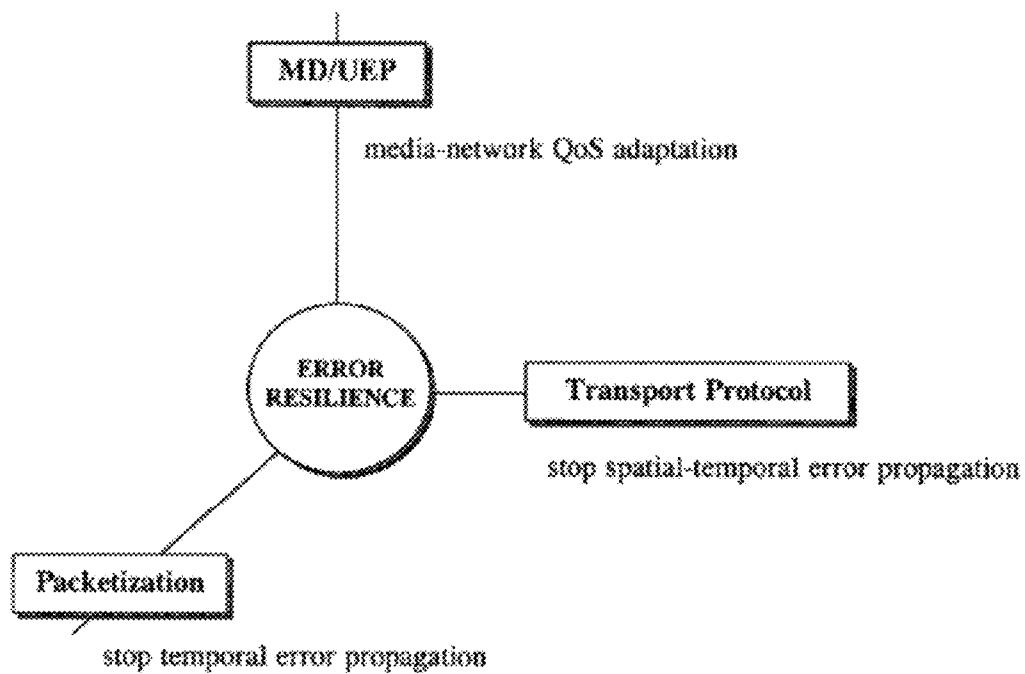 MD/UEP
media-network QoS adaptation
ERROR
RESILIENCE
Transport Protocol
stop spatial-temporal error propagation
Packetization
stop temporal error propagation